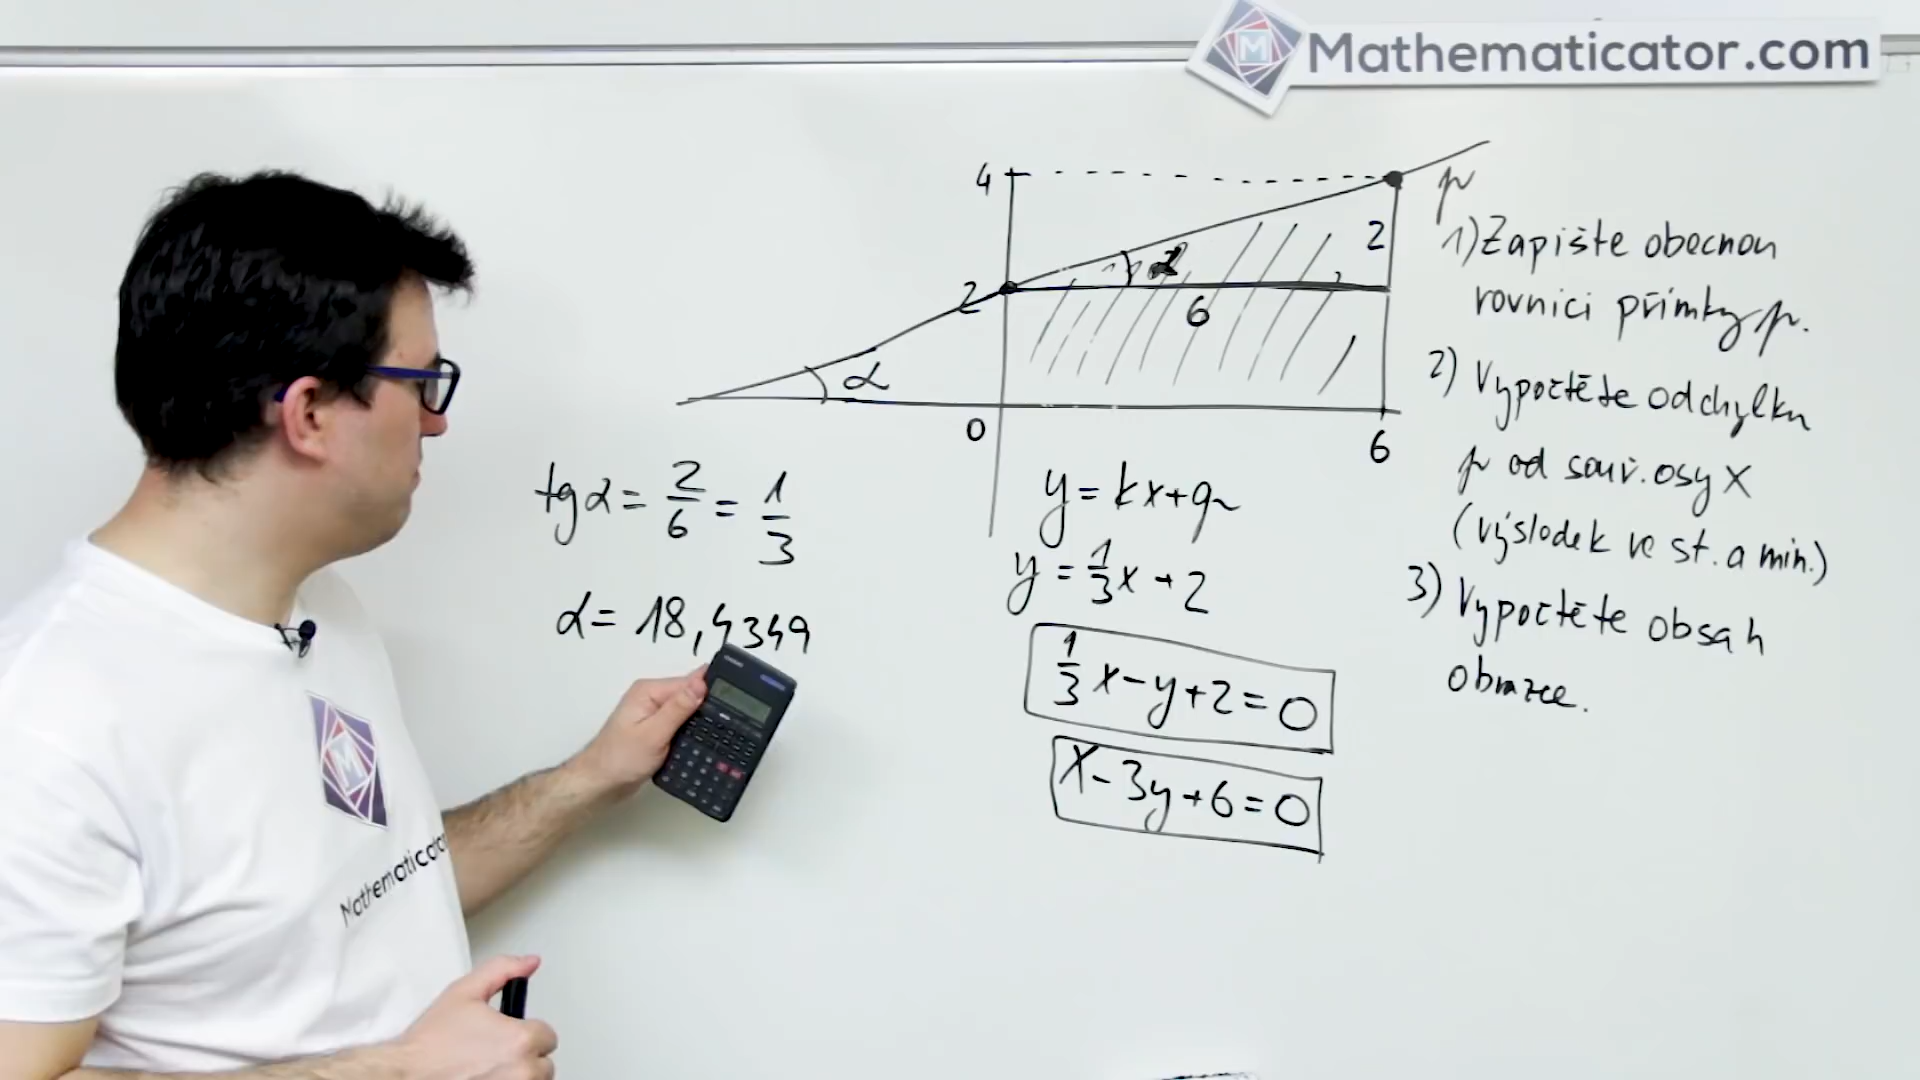 Mathematicator.com
4
p
2
α
2
6
α
0
6
1) Zapište obecnou
rovnici přímky p.
2) Vypočtěte odchylku
p od souř. osy X
(výsledek ve st. a min.)
3) Vypočtěte obsah
obrazce.
tg α = 2/6 = 1/3
α = 18,4349
y = kx+q
y = 1/3 x + 2
1/3 x - y + 2 = 0
x - 3y + 6 = 0
M
Mathematicator